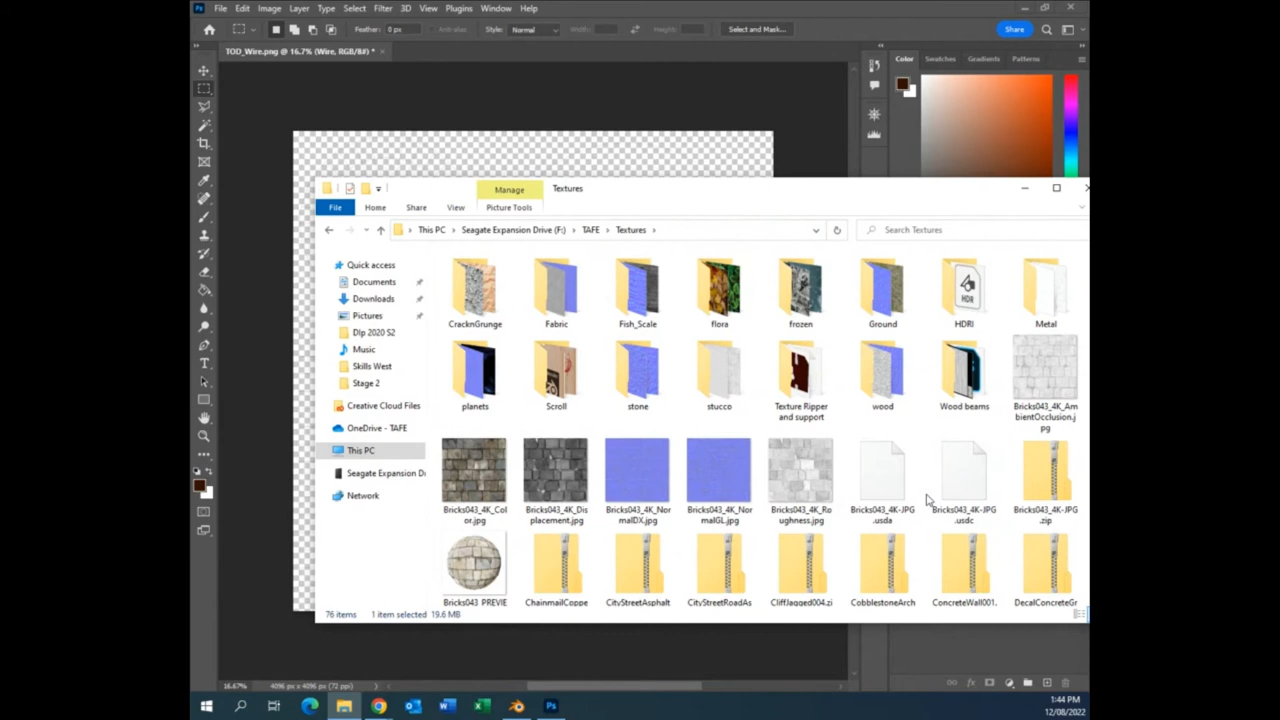 File Edit Image Layer Type Select Filter 3D View Plugins Window Help
Feather: 0 px Anti-alias Style: Normal Width: Height: Select and Mask... Share
TOD_Wire.png @ 16.7% (Wire, RGB/8#) *
Color Swatches Gradients Patterns
Manage Textures
File Home Share View Picture Tools
This PC Seagate Expansion Drive (F:) TAFE Textures Search Textures
Quick access
Documents
Downloads
Pictures
Dlp 2020 S2
Music
Skills West
Stage 2
Creative Cloud Files
OneDrive - TAFE
This PC
Seagate Expansion Dr
Network
HDR
CracknGrunge Fabric Fish_Scale flora frozen Ground HDRI Metal
planets Scroll stone stucco Texture Ripper and support wood Wood beams Bricks043_4K_AmbientOcclusion.jpg
Bricks043_4K_Color.jpg Bricks043_4K_Displacement.jpg Bricks043_4K_NormalDX.jpg Bricks043_4K_NormalGL.jpg Bricks043_4K_Roughness.jpg Bricks043_4K-JPG.usda Bricks043_4K-JPG.usdc Bricks043_4K-JPG.zip
Bricks043_PREVIE ChainmailCoppe CityStreetAsphalt CityStreetRoadAs CliffJagged004.zi CobblestoneArch ConcreteWall001. DecalConcreteGr
76 items 1 item selected 19.6 MB
16.67% 4096 px x 4096 px (72 ppi)
1:44 PM
12/08/2022